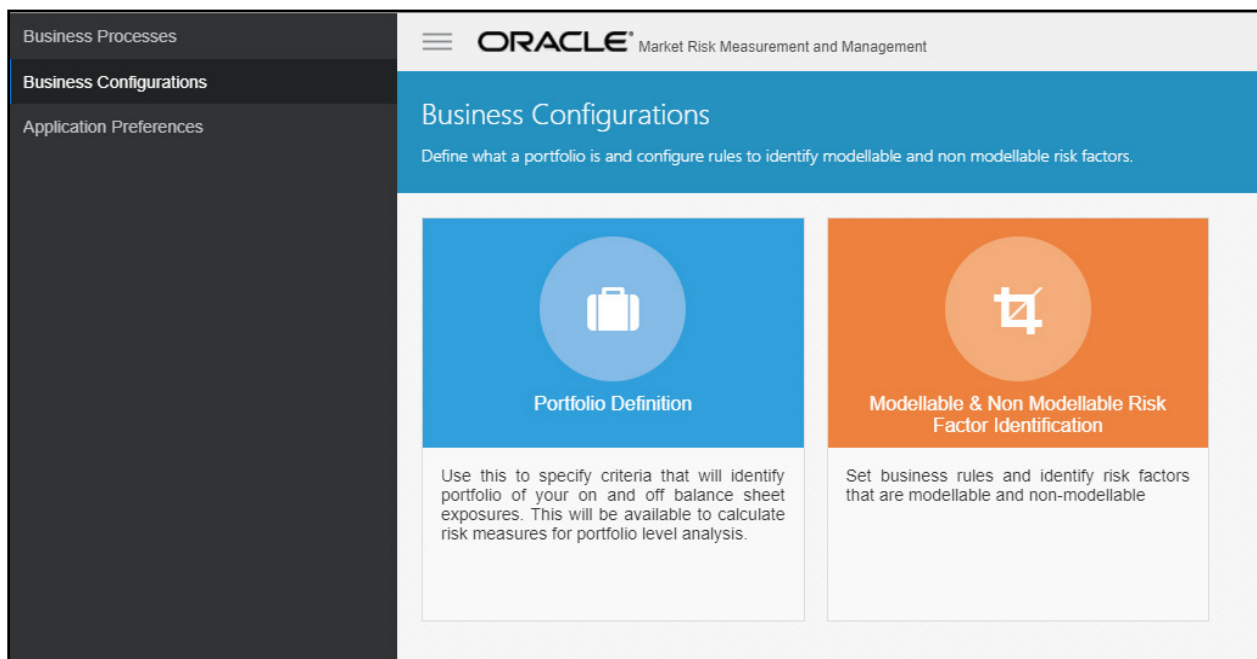 Business Processes
Business Configurations
Application Preferences
ORACLE® Market Risk Measurement and Management
Business Configurations
Define what a portfolio is and configure rules to identify modellable and non modellable risk factors.
Portfolio Definition
Use this to specify criteria that will identify
portfolio of your on and off balance sheet
exposures. This will be available to calculate
risk measures for portfolio level analysis.
Modellable & Non Modellable Risk
Factor Identification
Set business rules and identify risk factors
that are modellable and non-modellable